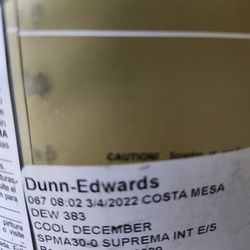 CAUTION!
Dunn-Edwards
067 08:02 3/4/2022 COSTA MESA
DEW 383
COOL DECEMBER
SPMA30-0 SUPREMA INT E/S